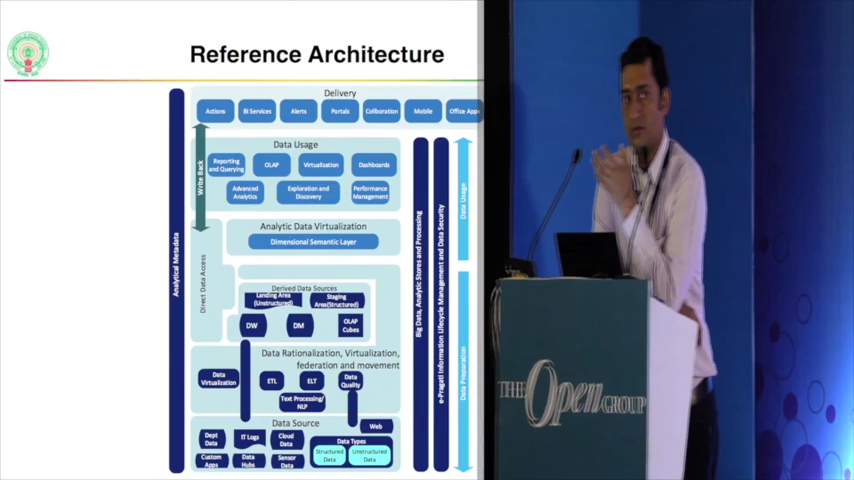 Reference Architecture
Delivery
Actions
BI Services
Alerts
Portals
Collboration
Mobile
Office Apps
Write Back
Data Usage
Reporting
and Querying
OLAP
Virtualization
Dashboards
Advanced
Analytics
Exploration and
Discovery
Performance
Management
Analytic Data Virtualization
Dimensional Semantic Layer
Analytical Metadata
Direct Data Access
Derived Data Sources
Landing Area
(Unstructured)
Staging
Area(Structured)
DW
DM
OLAP
Cubes
Data Rationalization, Virtualization,
federation and movement
Data
Virtualization
ETL
ELT
Data
Quality
Text Processing/
NLP
Data Source
Web
Dept
Data
IT Logs
Cloud
Data
Custom
Apps
Data
Hubs
Sensor
Data
Data Types
Structured
Data
Unstructured
Data
Big Data, Analytic Stores and Processing
e-Pragati Information Lifecycle Management and Data Security
Data Usage
Data Preparation
THE Open GROUP